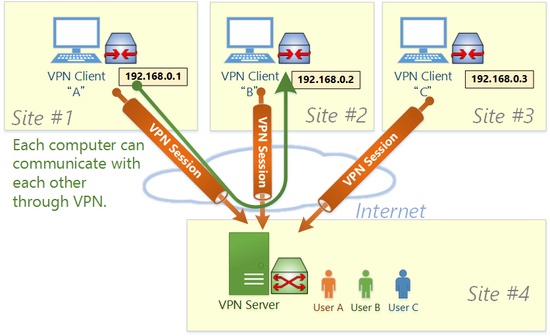 VPN Client
"A"
192.168.0.1
Site #1
VPN Client
"B"
192.168.0.2
Site #2
VPN Client
"C"
192.168.0.3
Site #3
Each computer can
communicate with
each other
through VPN.
VPN Session
VPN Session
VPN Session
Internet
VPN Server
User A
User B
User C
Site #4